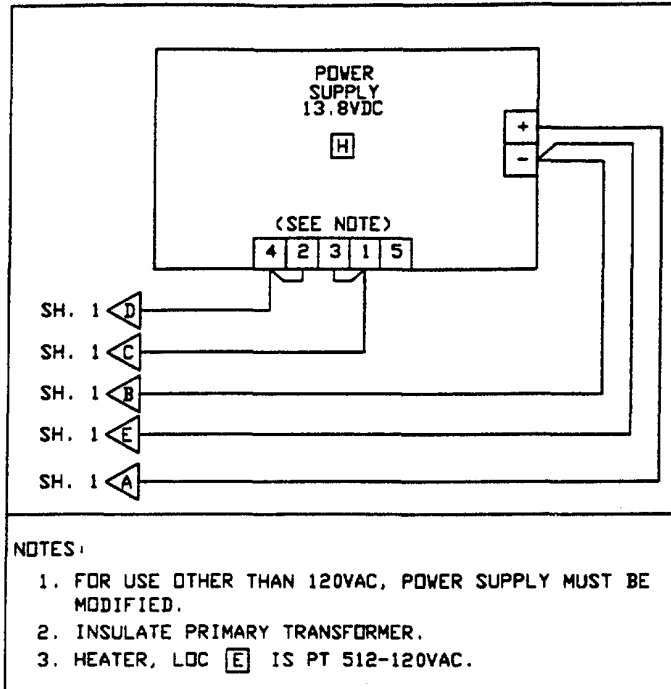 POWER
SUPPLY
13.8VDC
H
+
-
(SEE NOTE)
4 2 3 1 5
SH. 1 D
SH. 1 C
SH. 1 B
SH. 1 E
SH. 1 A
NOTES:
1. FOR USE OTHER THAN 120VAC, POWER SUPPLY MUST BE
MODIFIED.
2. INSULATE PRIMARY TRANSFORMER.
3. HEATER, LOC E IS PT 512-120VAC.